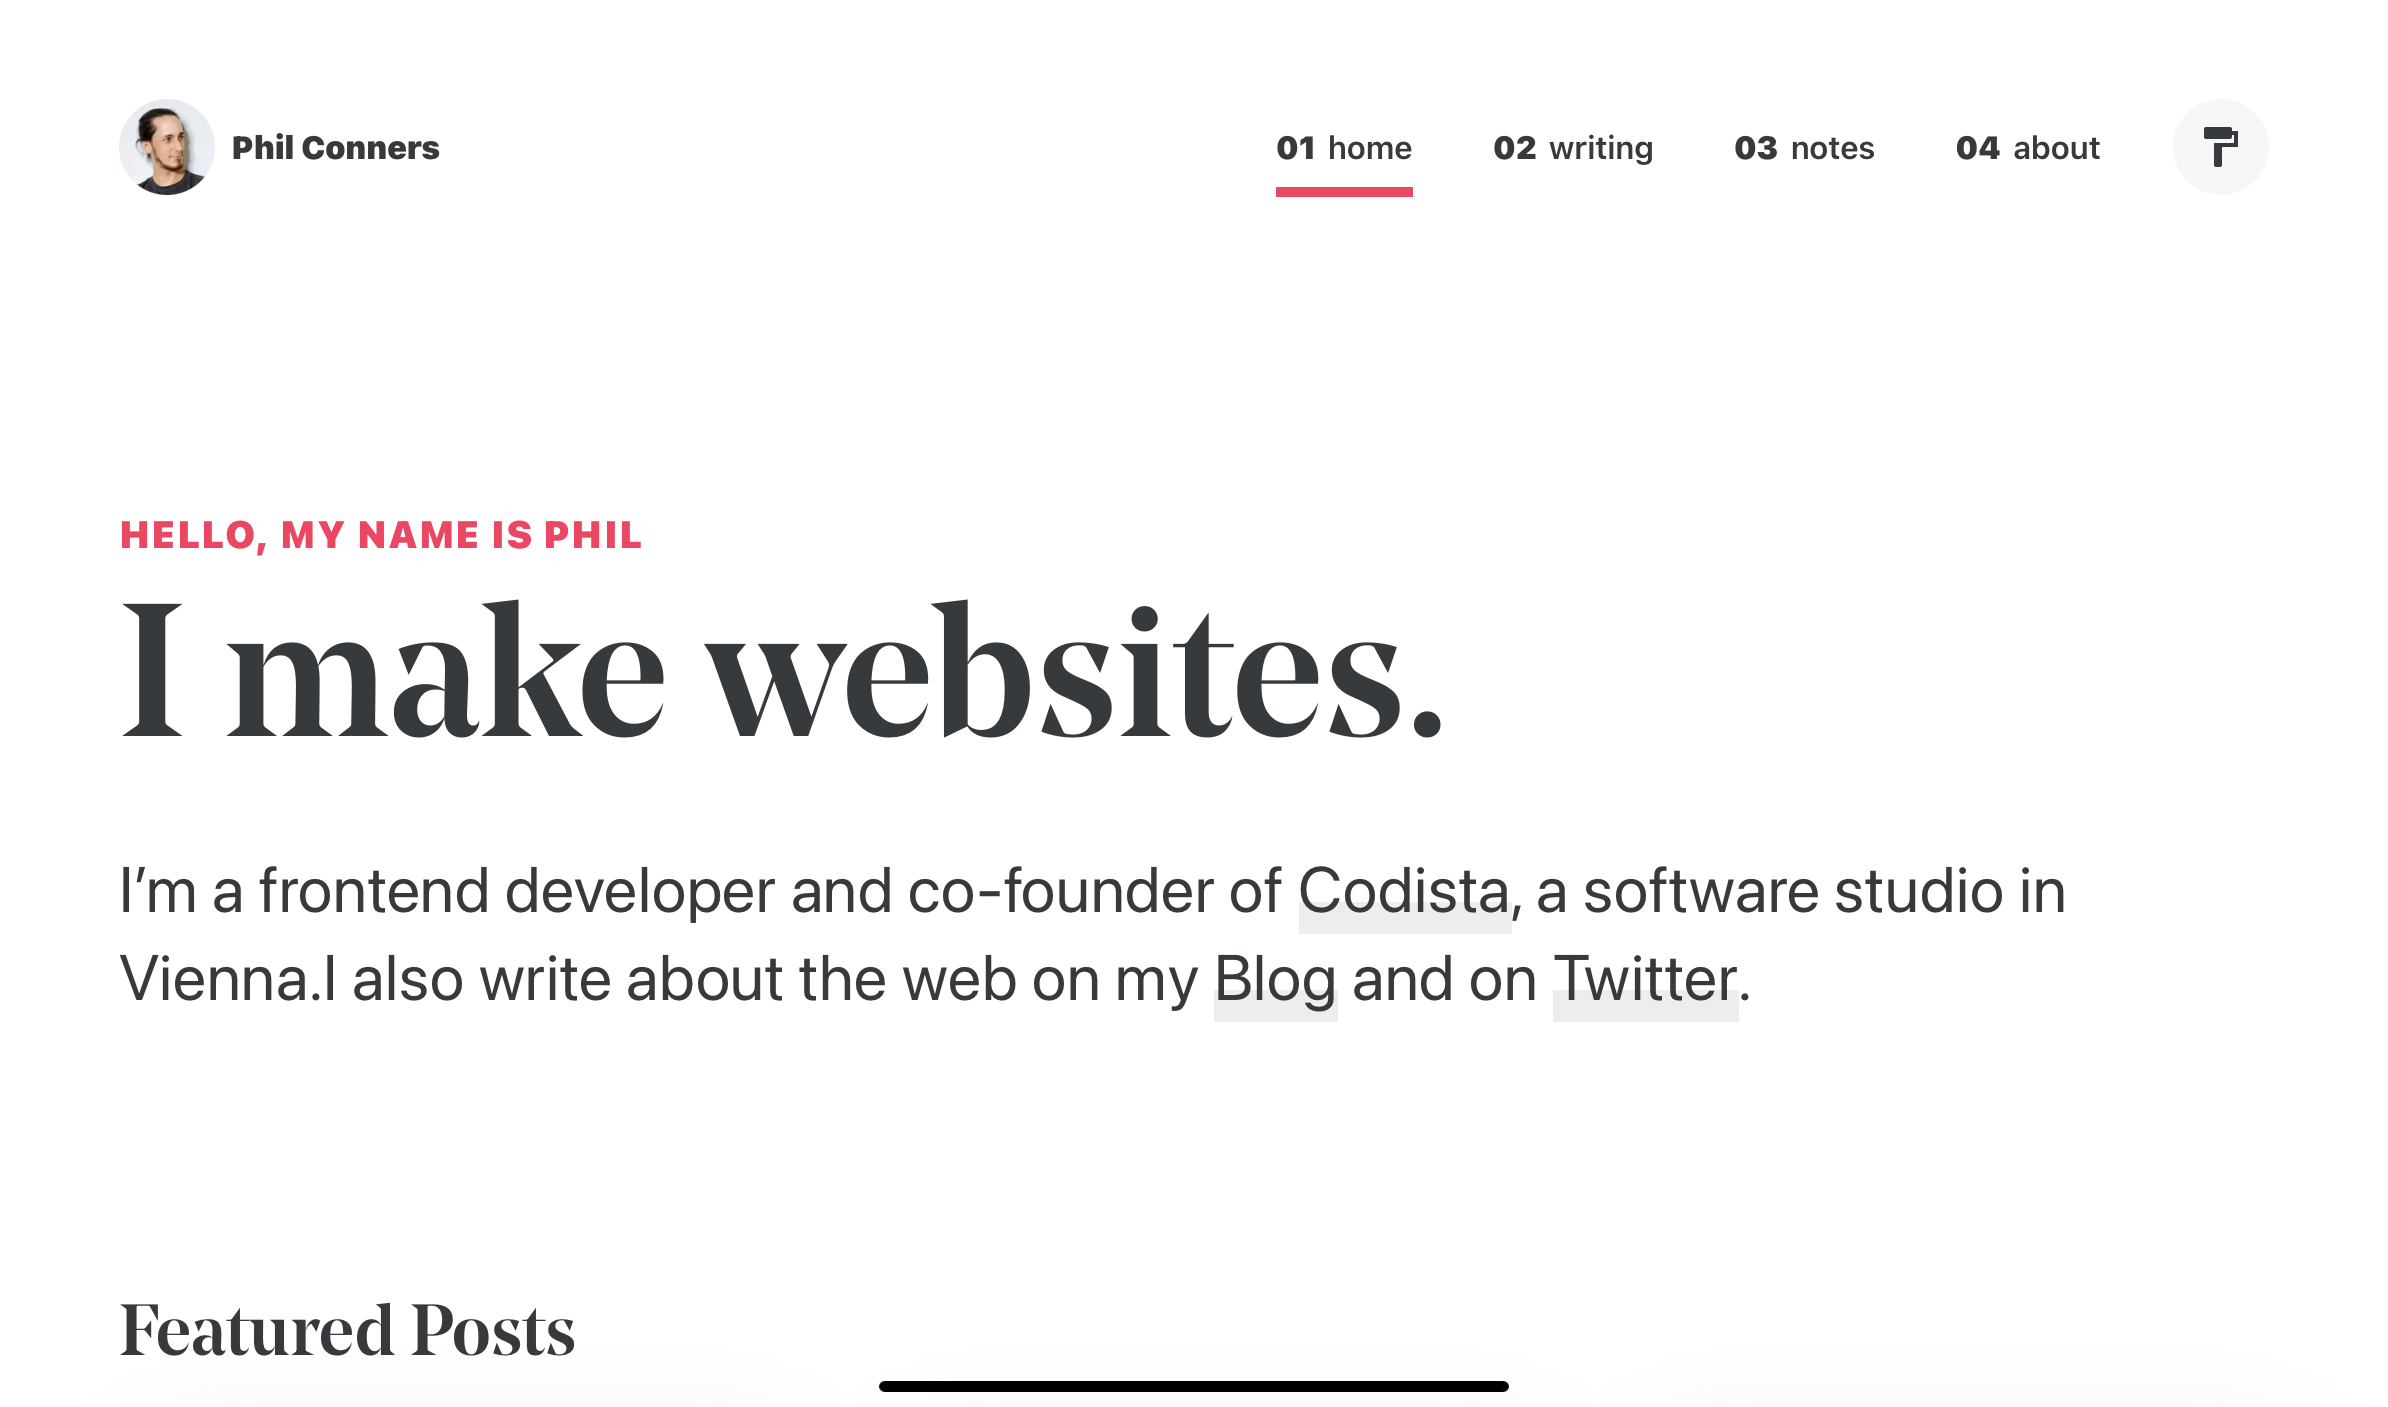 Phil Conners
01 home
02 writing
03 notes
04 about
HELLO, MY NAME IS PHIL
I make websites.
I’m a frontend developer and co-founder of Codista, a software studio in
Vienna.I also write about the web on my Blog and on Twitter.
Featured Posts